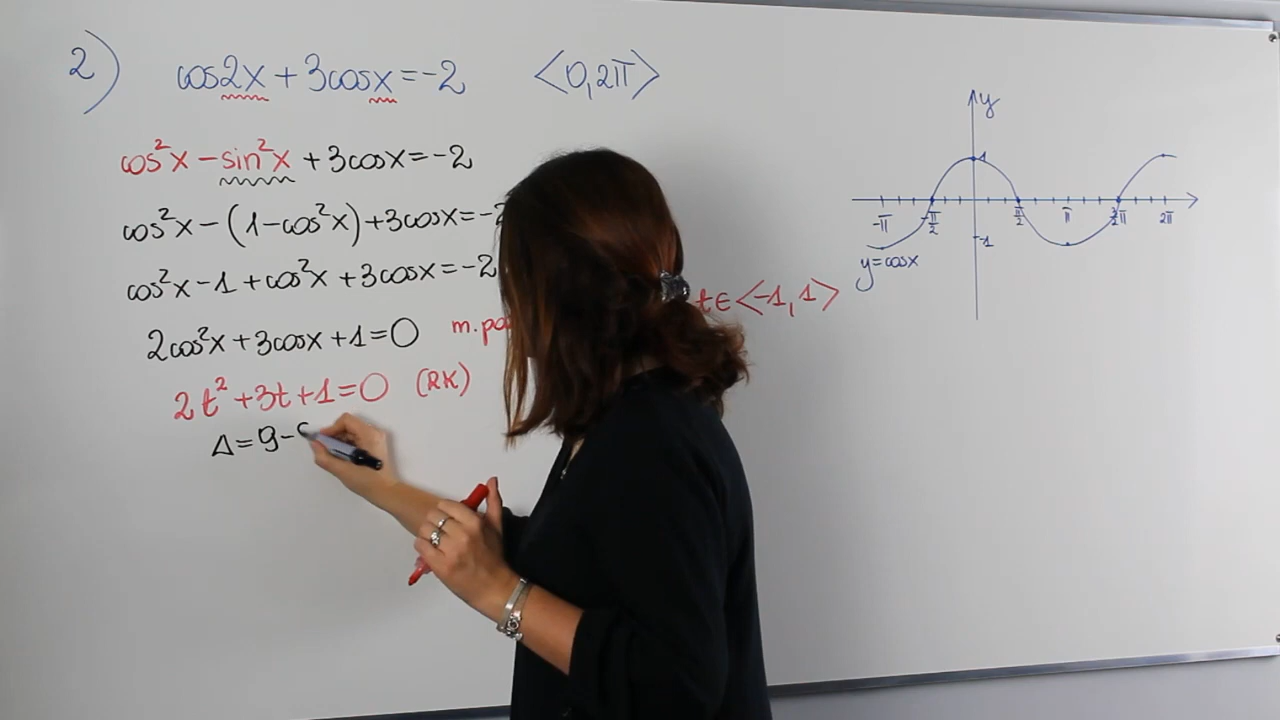 2) cos2x + 3cosx = -2 <0, 2π>
cos²x - sin²x + 3cosx = -2
cos²x - (1 - cos²x) + 3cosx = -2
cos²x - 1 + cos²x + 3cosx = -2
2cos²x + 3cosx + 1 = 0 t ∈ <-1, 1>
2t² + 3t + 1 = 0 (RK)
Δ = 9 -
y
1
-π -π/2 π/2 π 3/2π 2π
-1
y = cosx